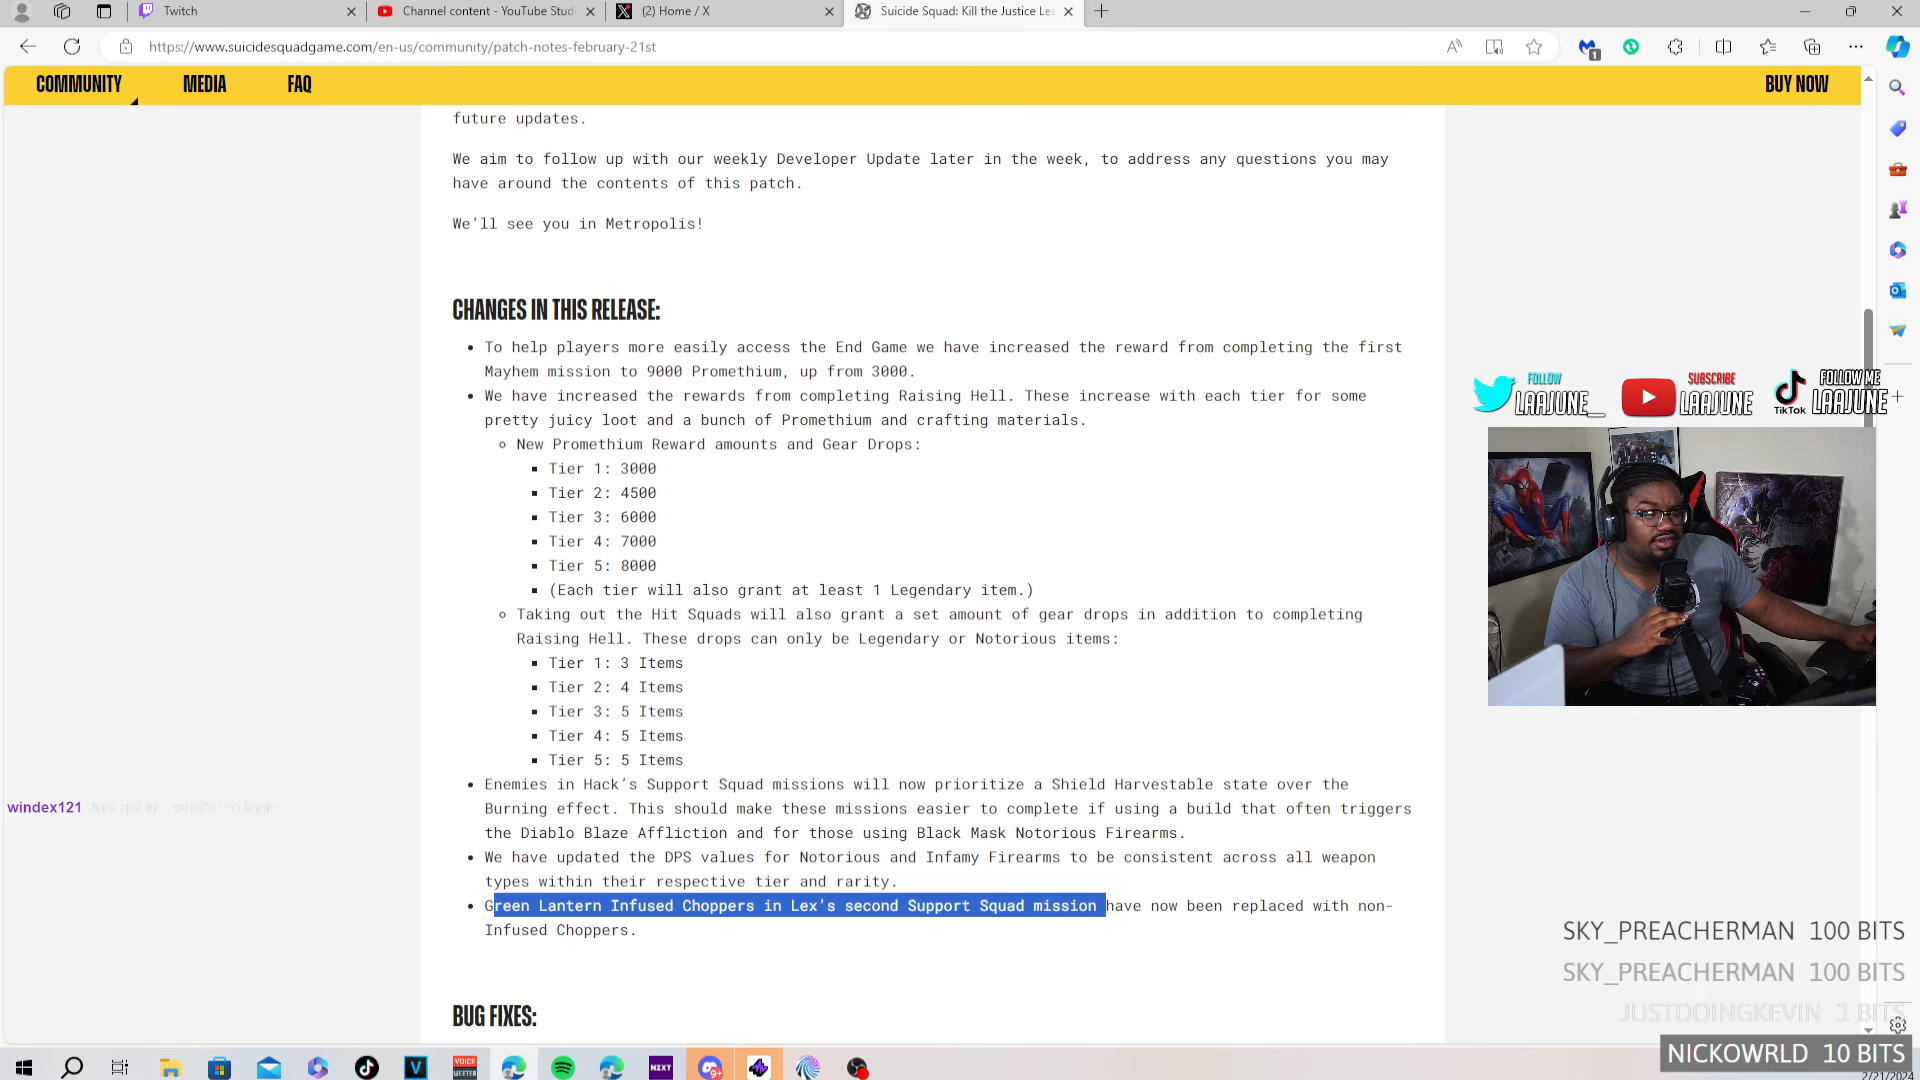 Twitch
Channel content - YouTube Studi
(2) Home / X
Suicide Squad: Kill the Justice Lea
https://www.suicidesquadgame.com/en-us/community/patch-notes-february-21st
1
COMMUNITY
MEDIA
FAQ
BUY NOW
future updates.
We aim to follow up with our weekly Developer Update later in the week, to address any questions you may
have around the contents of this patch.
We'll see you in Metropolis!
CHANGES IN THIS RELEASE:
To help players more easily access the End Game we have increased the reward from completing the first
Mayhem mission to 9000 Promethium, up from 3000.
We have increased the rewards from completing Raising Hell. These increase with each tier for some
pretty juicy loot and a bunch of Promethium and crafting materials.
New Promethium Reward amounts and Gear Drops:
Tier 1: 3000
Tier 2: 4500
Tier 3: 6000
Tier 4: 7000
Tier 5: 8000
(Each tier will also grant at least 1 Legendary item.)
Taking out the Hit Squads will also grant a set amount of gear drops in addition to completing
Raising Hell. These drops can only be Legendary or Notorious items:
Tier 1: 3 Items
Tier 2: 4 Items
Tier 3: 5 Items
Tier 4: 5 Items
Tier 5: 5 Items
Enemies in Hack's Support Squad missions will now prioritize a Shield Harvestable state over the
Burning effect. This should make these missions easier to complete if using a build that often triggers
the Diablo Blaze Affliction and for those using Black Mask Notorious Firearms.
We have updated the DPS values for Notorious and Infamy Firearms to be consistent across all weapon
types within their respective tier and rarity.
Green Lantern Infused Choppers in Lex's second Support Squad mission have now been replaced with non-
Infused Choppers.
BUG FIXES:
FOLLOW
LAAJUNE_
SUBSCRIBE
LAAJUNE
TikTok
FOLLOW ME
LAAJUNE
windex121 Just got in .. who's the topic
SKY_PREACHERMAN 100 BITS
SKY_PREACHERMAN 100 BITS
JUSTDOINGKEVIN 1 BITS
NICKOWRLD 10 BITS
VOICE
MEETER
NZXT
9+
2/21/2024